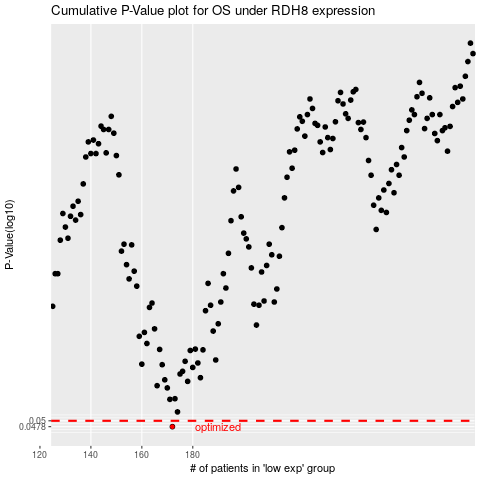 Cumulative P-Value plot for OS under RDH8 expression
P-Value(log10)
0.05
0.0478
optimized
120 140 160 180
# of patients in 'low exp' group